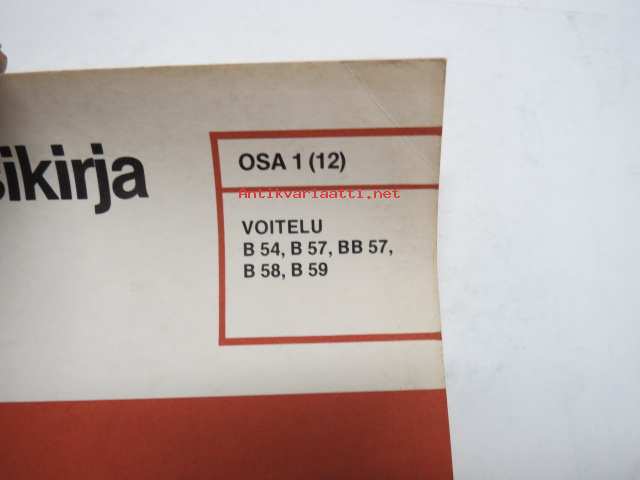 sikirja
OSA 1 (12)
Antikvariaatti.net
VOITELU
B 54, B 57, BB 57,
B 58, B 59